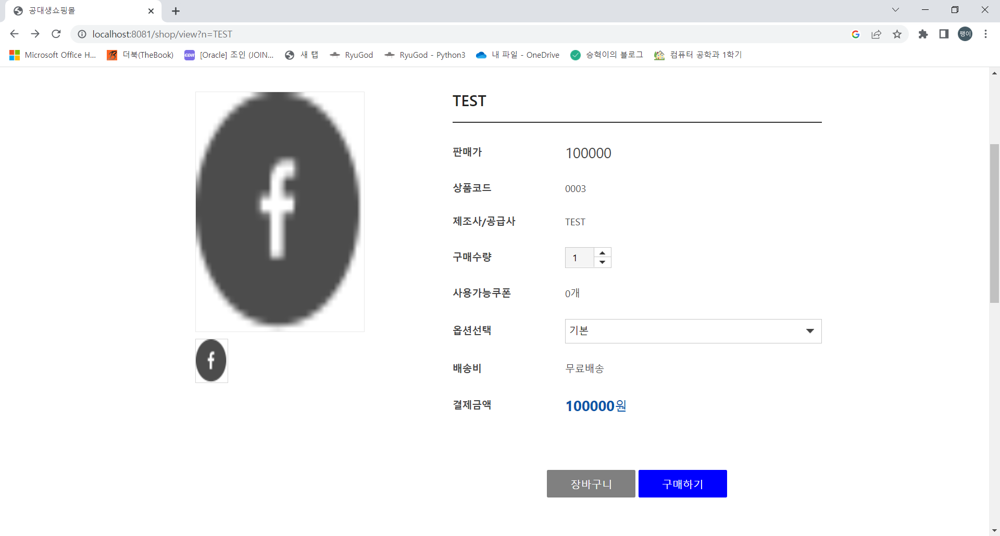 공대생쇼핑몰
localhost:8081/shop/view?n=TEST
팽이
Microsoft Office H... 더북(TheBook) GDH [Oracle] 조인 (JOIN... 새 탭 RyuGod RyuGod - Python3 내 파일 - OneDrive 승혁이의 블로그 컴퓨터 공학과 1학기
TEST
판매가 100000
상품코드 0003
제조사/공급사 TEST
구매수량 1
사용가능쿠폰 0개
옵션선택 기본
배송비 무료배송
결제금액 100000원
장바구니 구매하기